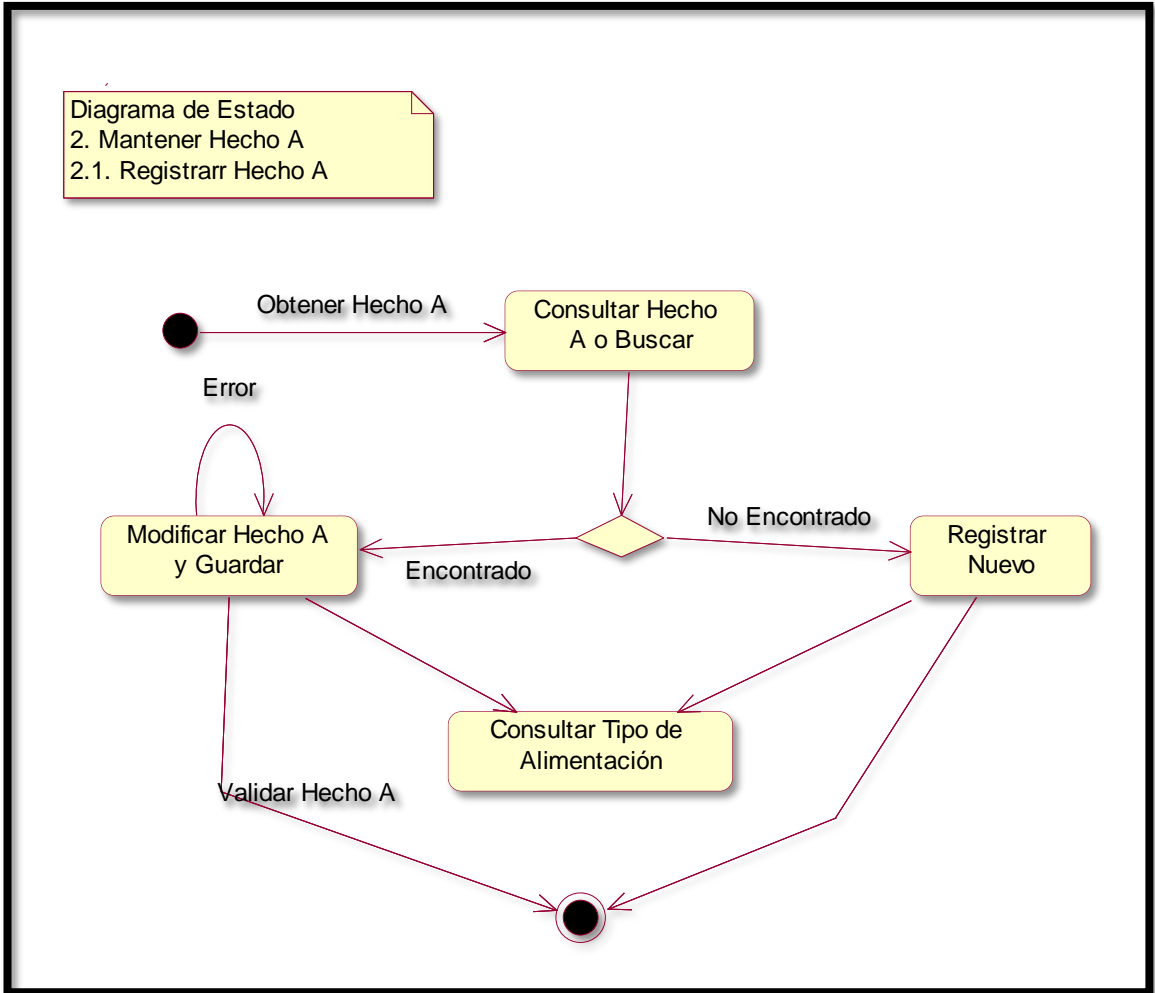 Diagrama de Estado
2. Mantener Hecho A
2.1. Registrarr Hecho A
Obtener Hecho A
Consultar Hecho
A o Buscar
Error
Modificar Hecho A
y Guardar
Encontrado
No Encontrado
Registrar
Nuevo
Consultar Tipo de
Alimentación
Validar Hecho A